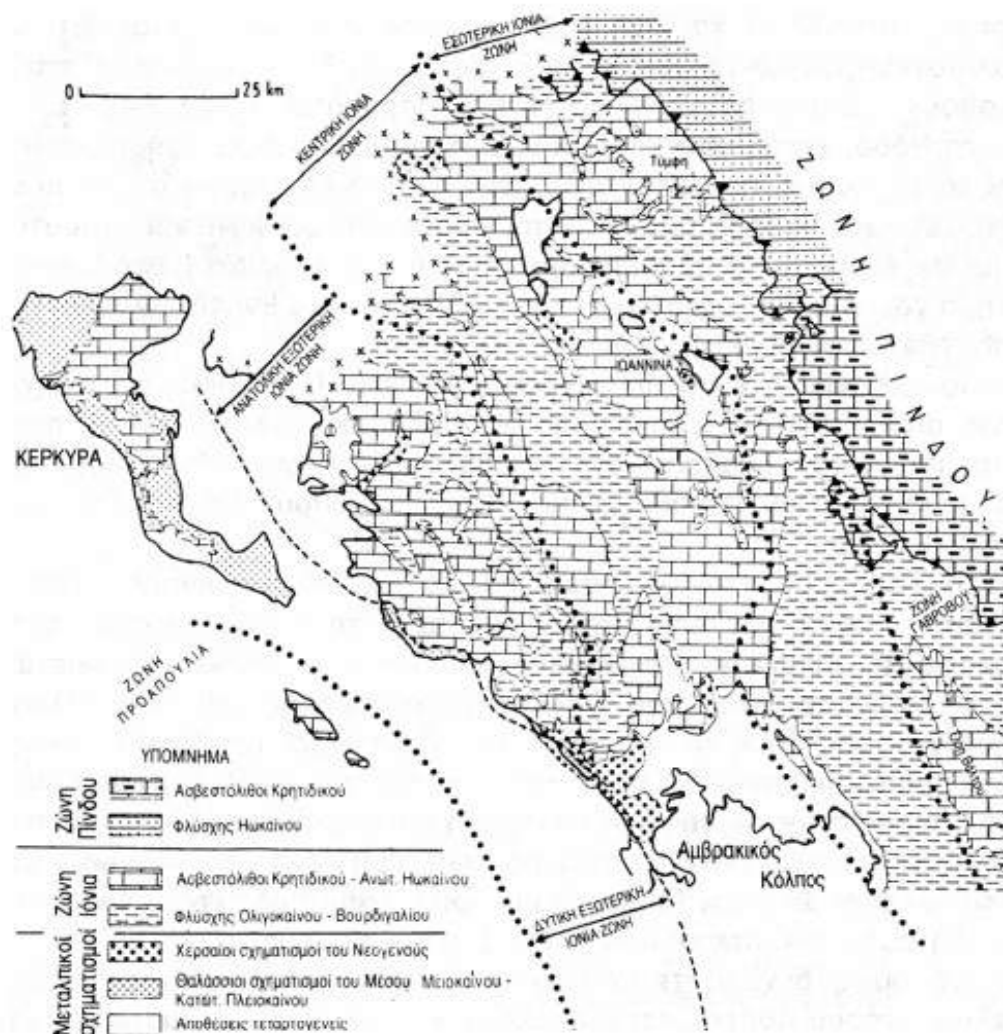 ΕΣΩΤΕΡΙΚΗ ΙΟΝΙΑ
ΖΩΝΗ
0 25 km
ΚΕΝΤΡΙΚΗ ΙΟΝΙΑ
ΖΩΝΗ
Τύμφη
ΖΩΝΗ ΠΙΝΔΟΥ
ΑΝΑΤΟΛΙΚΗ ΕΞΩΤΕΡΙΚΗ
ΙΟΝΙΑ ΖΩΝΗ
ΙΩΑΝΝΙΝΑ
ΚΕΡΚΥΡΑ
ΖΩΝΗ
ΓΑΒΡΟΒΟΥ
ΖΩΝΗ
ΠΡΟΑΠΟΥΛΙΑ
ΥΠΟΜΝΗΜΑ
Ζώνη
Πίνδου
Ασβεστόλιθοι Κρητιδικού
Φλύσχης Ηωκαίνου
Ζώνη
Ιόνια
Ασβεστόλιθοι Κρητιδικού - Ανώτ. Ηωκαίνου
Φλύσχης Ολιγοκαίνου - Βουρδιγαλίου
Μεταλπικοί
σχηματισμοί
Χερσαίοι σχηματισμοί του Νεογενούς
Θαλάσσιοι σχηματισμοί του Μέσου Μειοκαίνου -
Κατώτ. Πλειοκαίνου
Αποθέσεις τεταρτογενείς
Αμβρακικός
Κόλπος
ΔΥΤΙΚΗ ΕΞΩΤΕΡΙΚΗ
ΙΟΝΙΑ ΖΩΝΗ